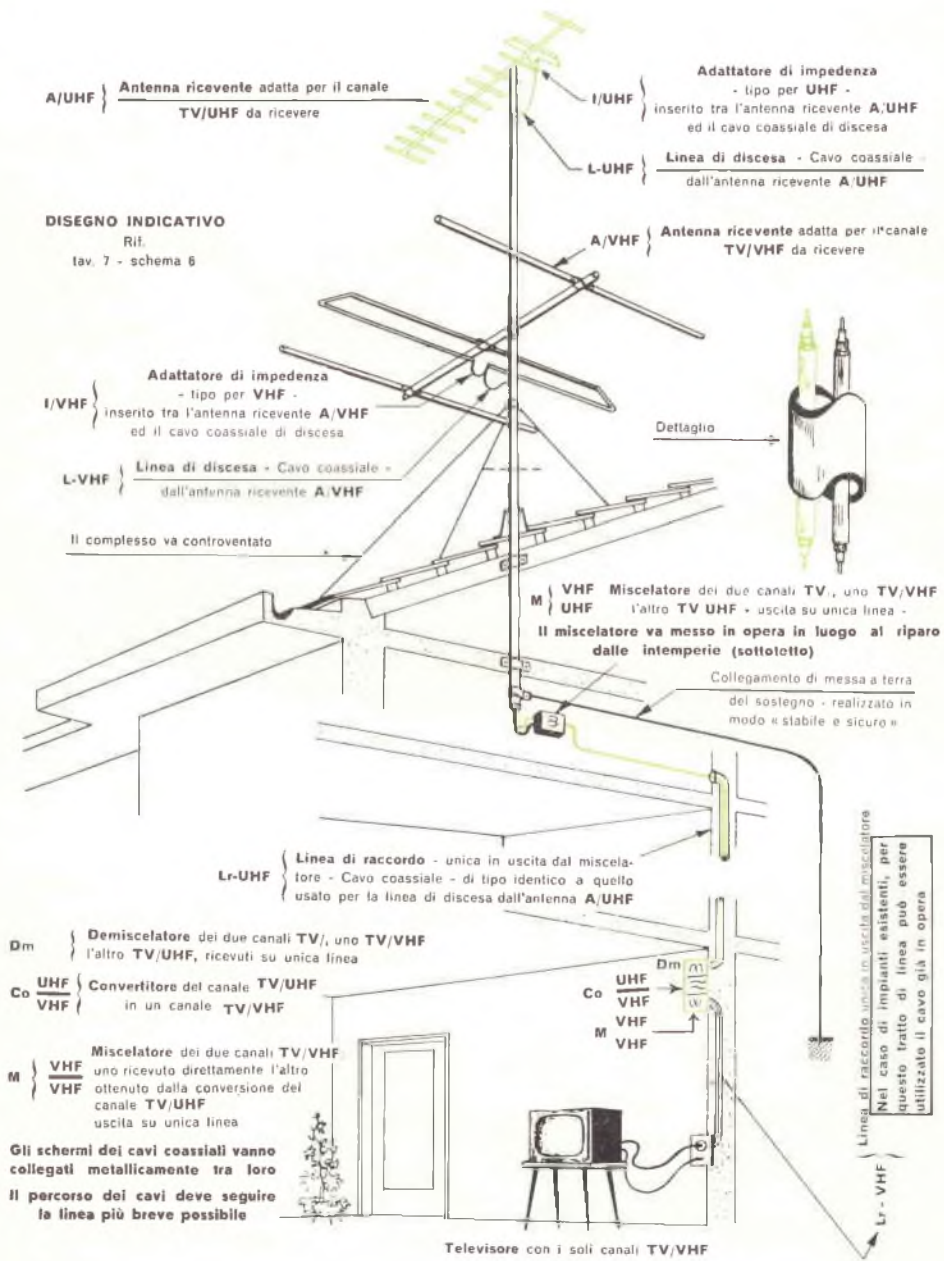 A/UHF { Antenna ricevente adatta per il canale
TV/UHF da ricevere
I/UHF { Adattatore di impedenza
- tipo per UHF -
inserito tra l'antenna ricevente A/UHF
ed il cavo coassiale di discesa
L-UHF { Linea di discesa - Cavo coassiale -
dall'antenna ricevente A/UHF
DISEGNO INDICATIVO
Rif.
tav. 7 - schema 6
A/VHF { Antenna ricevente adatta per il canale
TV/VHF da ricevere
I/VHF { Adattatore di impedenza
- tipo per VHF -
inserito tra l'antenna ricevente A/VHF
ed il cavo coassiale di discesa
Dettaglio
L-VHF { Linea di discesa - Cavo coassiale -
dall'antenna ricevente A/VHF
Il complesso va controventato
M { VHF Miscelatore dei due canali TV/, uno TV/VHF
UHF l'altro TV UHF - uscita su unica linea -
Il miscelatore va messo in opera in luogo al riparo
dalle intemperie (sottotetto)
Collegamento di messa a terra
del sostegno - realizzato in
modo « stabile e sicuro »
Lr-UHF { Linea di raccordo - unica in uscita dal miscela-
tore - Cavo coassiale - di tipo identico a quello
usato per la linea di discesa dall'antenna A/UHF
Dm { Demiscelatore dei due canali TV/, uno TV/VHF
l'altro TV/UHF, ricevuti su unica linea
Co UHF { Convertitore del canale TV/UHF
VHF in un canale TV/VHF
M { VHF Miscelatore dei due canali TV/VHF
VHF uno ricevuto direttamente l'altro
ottenuto dalla conversione del
canale TV/UHF
uscita su unica linea
Gli schermi dei cavi coassiali vanno
collegati metallicamente tra loro
Il percorso dei cavi deve seguire
la linea più breve possibile
Dm
Co UHF
VHF
M VHF
VHF
Televisore con i soli canali TV/VHF
Lr - VHF { Linea di raccordo unica in uscita dal miscelatore
Nel caso di impianti esistenti, per
questo tratto di linea può essere
utilizzato il cavo già in opera